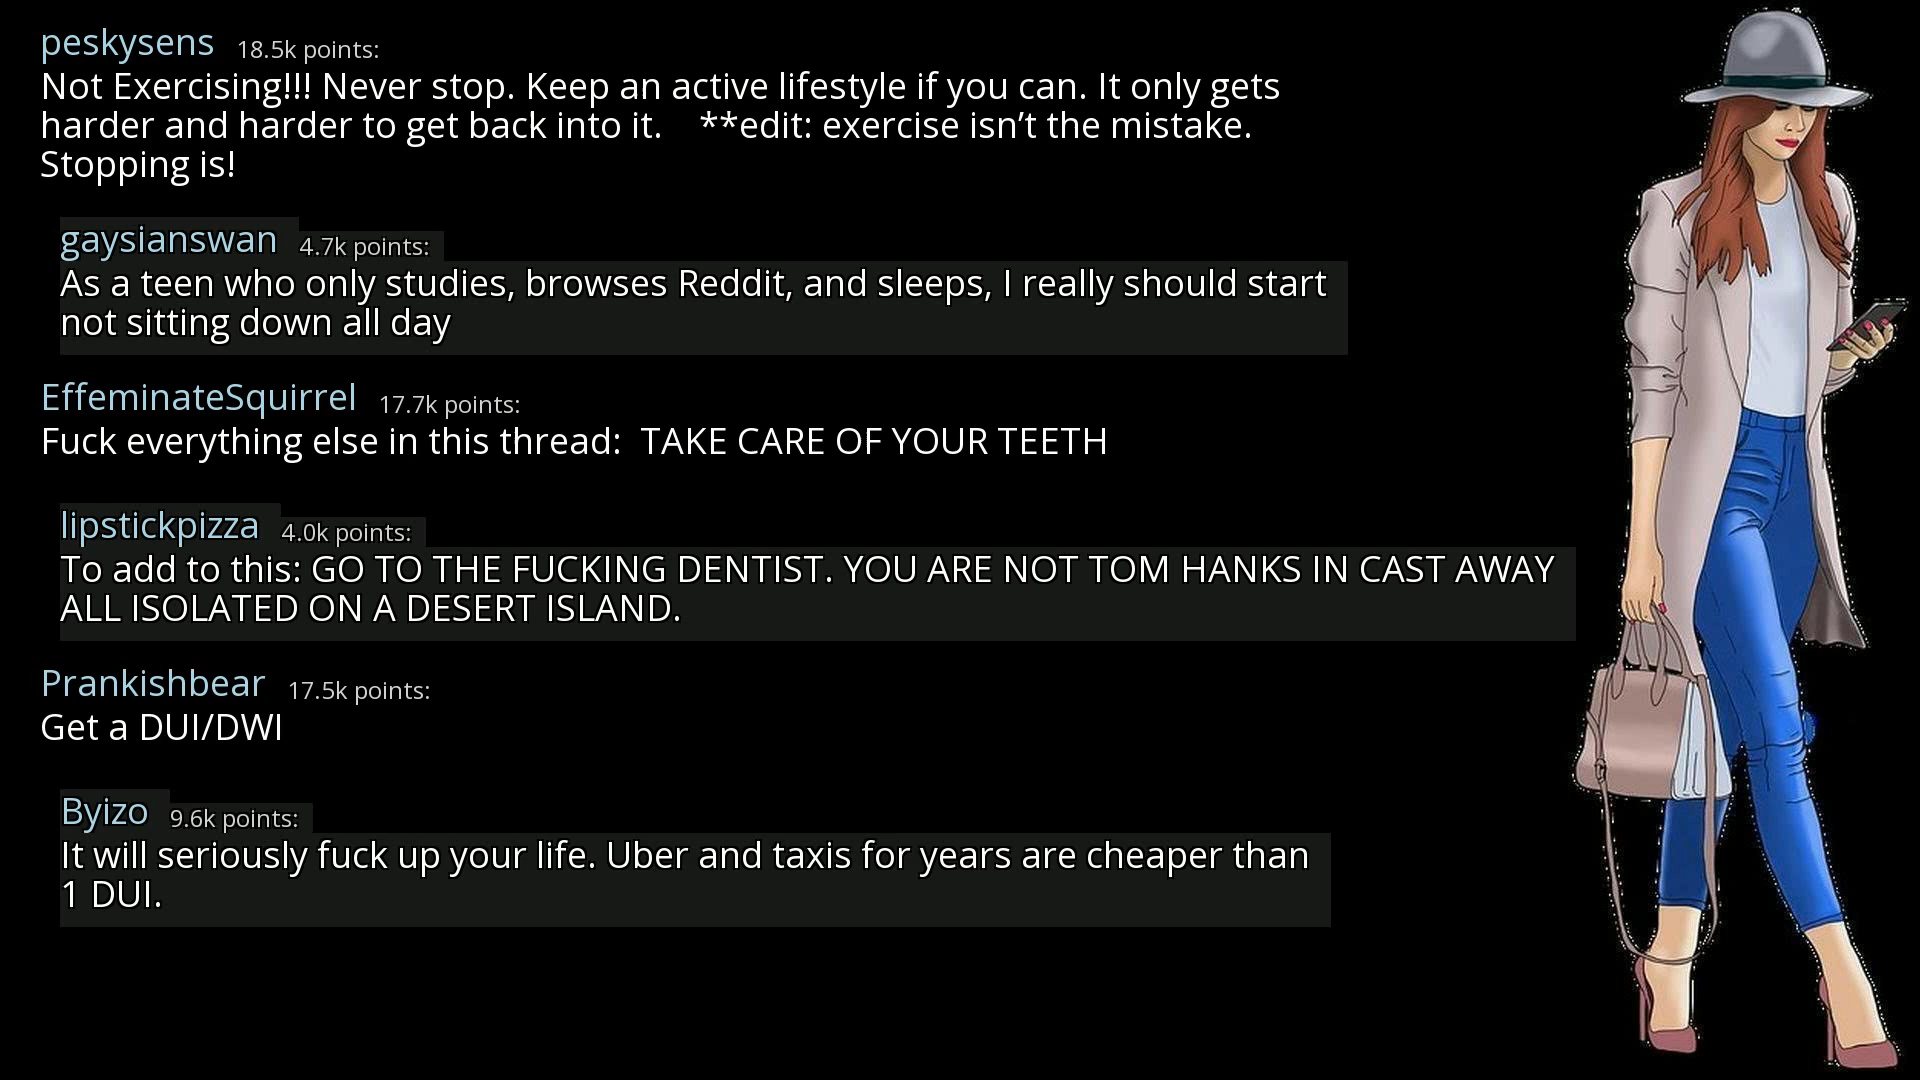 peskysens 18.5k points:
Not Exercising!!! Never stop. Keep an active lifestyle if you can. It only gets
harder and harder to get back into it. **edit: exercise isn’t the mistake.
Stopping is!
gaysianswan 4.7k points:
As a teen who only studies, browses Reddit, and sleeps, I really should start
not sitting down all day
EffeminateSquirrel 17.7k points:
Fuck everything else in this thread: TAKE CARE OF YOUR TEETH
lipstickpizza 4.0k points:
To add to this: GO TO THE FUCKING DENTIST. YOU ARE NOT TOM HANKS IN CAST AWAY
ALL ISOLATED ON A DESERT ISLAND.
Prankishbear 17.5k points:
Get a DUI/DWI
Byizo 9.6k points:
It will seriously fuck up your life. Uber and taxis for years are cheaper than
1 DUI.